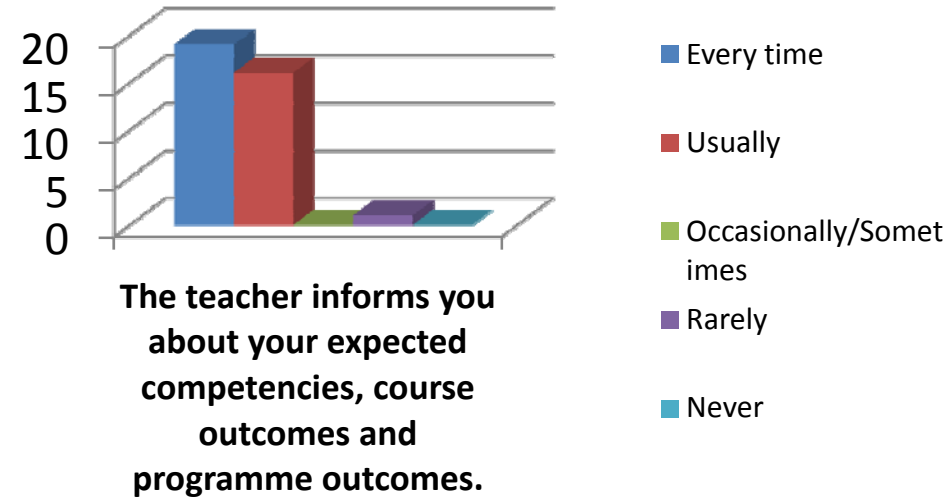 20
15
10
5
0
The teacher informs you
about your expected
competencies, course
outcomes and
programme outcomes.
Every time
Usually
Occasionally/Somet
imes
Rarely
Never